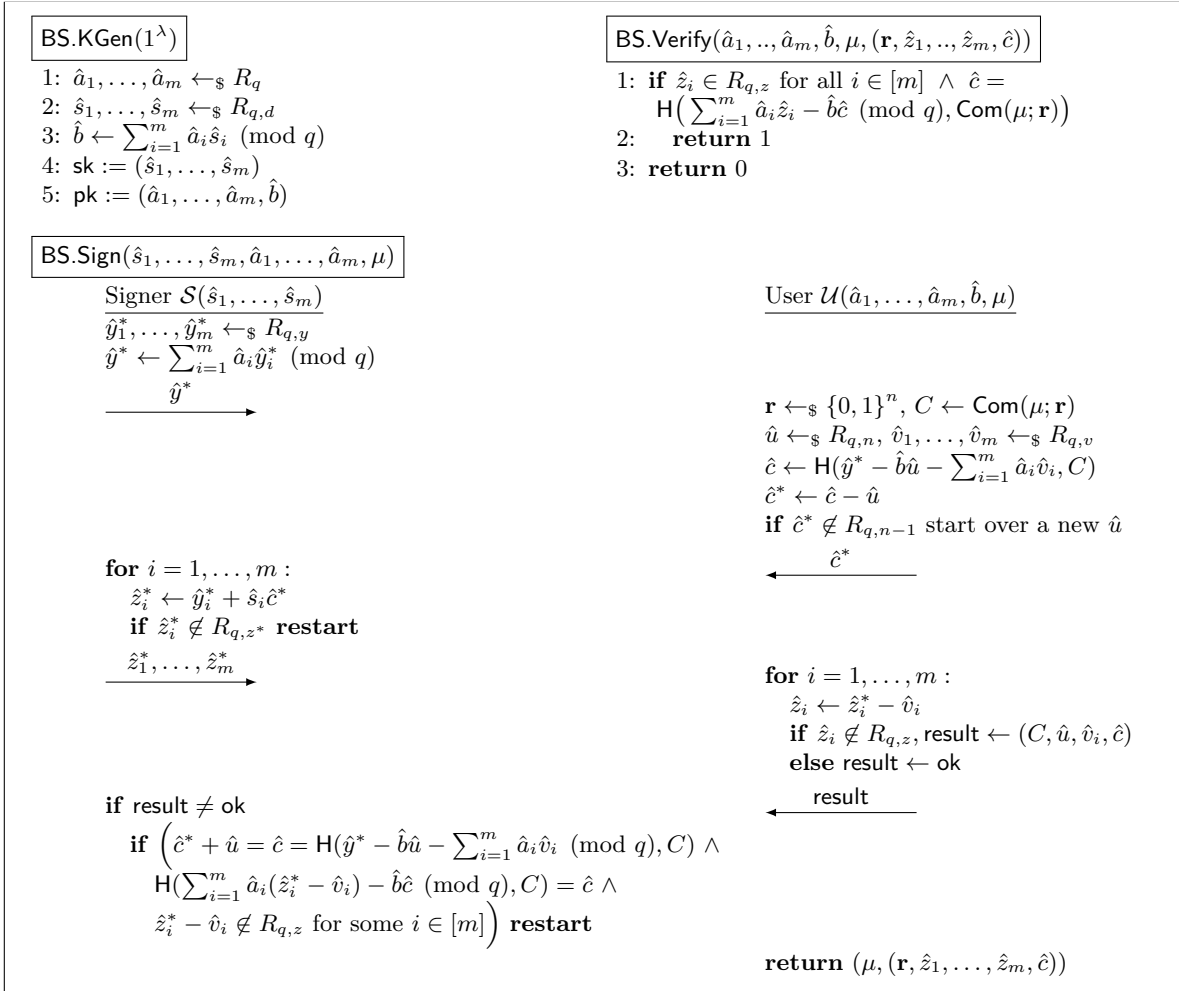 BS.KGen(1^λ)
1: â_1, . . . , â_m ←_$ R_q
2: ŝ_1, . . . , ŝ_m ←_$ R_{q,d}
3: b̂ ← ∑_{i=1}^m â_i ŝ_i (mod q)
4: sk := (ŝ_1, . . . , ŝ_m)
5: pk := (â_1, . . . , â_m, b̂)
BS.Verify(â_1, .., â_m, b̂, μ, (r, ẑ_1, .., ẑ_m, ĉ))
1: if ẑ_i ∈ R_{q,z} for all i ∈ [m] ∧ ĉ =
H(∑_{i=1}^m â_i ẑ_i − b̂ĉ (mod q), Com(μ; r))
2: return 1
3: return 0
BS.Sign(ŝ_1, . . . , ŝ_m, â_1, . . . , â_m, μ)
Signer S(ŝ_1, . . . , ŝ_m)
User U(â_1, . . . , â_m, b̂, μ)
ŷ*_1, . . . , ŷ*_m ←_$ R_{q,y}
ŷ* ← ∑_{i=1}^m â_i ŷ*_i (mod q)
ŷ*
r ←_$ {0, 1}^n, C ← Com(μ; r)
û ←_$ R_{q,n}, v̂_1, . . . , v̂_m ←_$ R_{q,v}
ĉ ← H(ŷ* − b̂û − ∑_{i=1}^m â_i v̂_i, C)
ĉ* ← ĉ − û
if ĉ* ∉ R_{q,n−1} start over a new û
ĉ*
for i = 1, . . . , m :
ẑ*_i ← ŷ*_i + ŝ_i ĉ*
if ẑ*_i ∉ R_{q,z*} restart
ẑ*_1, . . . , ẑ*_m
for i = 1, . . . , m :
ẑ_i ← ẑ*_i − v̂_i
if ẑ_i ∉ R_{q,z}, result ← (C, û, v̂_i, ĉ)
else result ← ok
result
if result ≠ ok
if (ĉ* + û = ĉ = H(ŷ* − b̂û − ∑_{i=1}^m â_i v̂_i (mod q), C) ∧
H(∑_{i=1}^m â_i(ẑ*_i − v̂_i) − b̂ĉ (mod q), C) = ĉ ∧
ẑ*_i − v̂_i ∉ R_{q,z} for some i ∈ [m]) restart
return (μ, (r, ẑ_1, . . . , ẑ_m, ĉ))